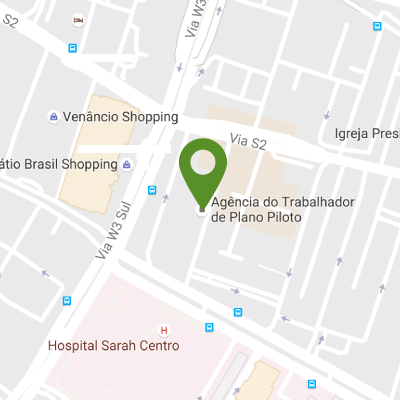 S2
Via W3
Venâncio Shopping
Via S2
Igreja Pres
átio Brasil Shopping
Agência do Trabalhador
de Plano Piloto
Via W3 Sul
H
Hospital Sarah Centro